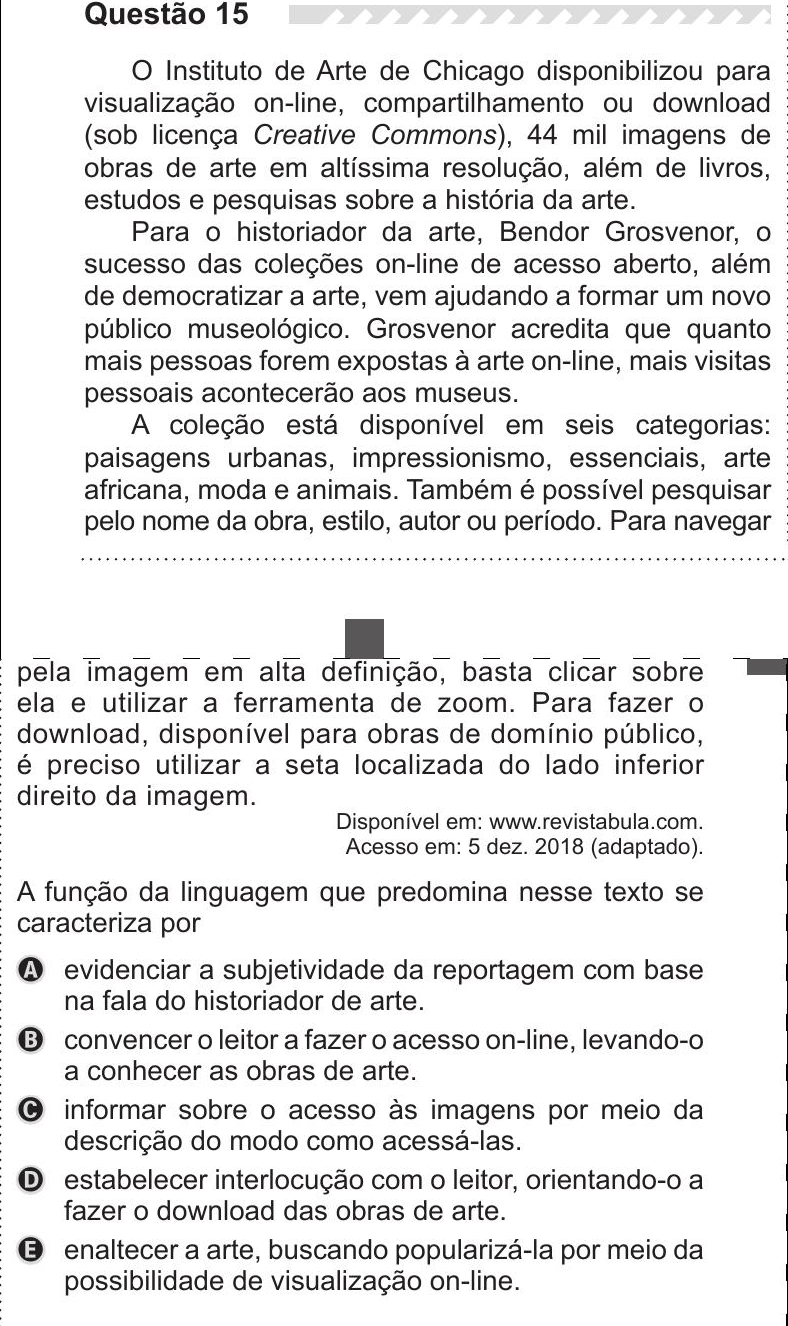 Questão 15
O Instituto de Arte de Chicago disponibilizou para
visualização on-line, compartilhamento ou download
(sob licença Creative Commons), 44 mil imagens de
obras de arte em altíssima resolução, além de livros,
estudos e pesquisas sobre a história da arte.
Para o historiador da arte, Bendor Grosvenor, o
sucesso das coleções on-line de acesso aberto, além
de democratizar a arte, vem ajudando a formar um novo
público museológico. Grosvenor acredita que quanto
mais pessoas forem expostas à arte on-line, mais visitas
pessoais acontecerão aos museus.
A coleção está disponível em seis categorias:
paisagens urbanas, impressionismo, essenciais, arte
africana, moda e animais. Também é possível pesquisar
pelo nome da obra, estilo, autor ou período. Para navegar
pela imagem em alta definição, basta clicar sobre
ela e utilizar a ferramenta de zoom. Para fazer o
download, disponível para obras de domínio público,
é preciso utilizar a seta localizada do lado inferior
direito da imagem.
Disponível em: www.revistabula.com.
Acesso em: 5 dez. 2018 (adaptado).
A função da linguagem que predomina nesse texto se
caracteriza por
A evidenciar a subjetividade da reportagem com base
na fala do historiador de arte.
B convencer o leitor a fazer o acesso on-line, levando-o
a conhecer as obras de arte.
C informar sobre o acesso às imagens por meio da
descrição do modo como acessá-las.
D estabelecer interlocução com o leitor, orientando-o a
fazer o download das obras de arte.
E enaltecer a arte, buscando popularizá-la por meio da
possibilidade de visualização on-line.